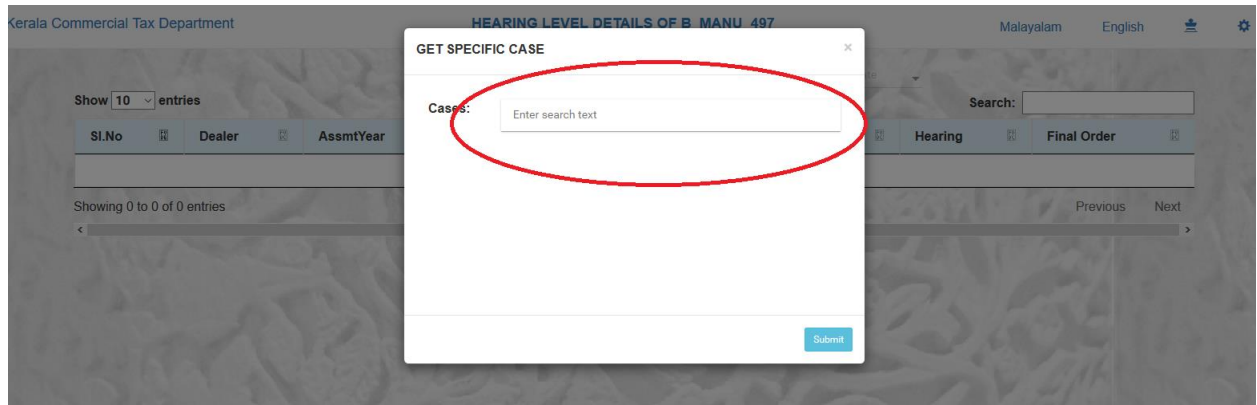 Kerala Commercial Tax Department
HEARING LEVEL DETAILS OF B_MANU_497
Malayalam English
GET SPECIFIC CASE ×
Show 10 entries
Search:
Cases: Enter search text
Sl.No Dealer AssmtYear Hearing Final Order
Showing 0 to 0 of 0 entries
Previous Next
Submit